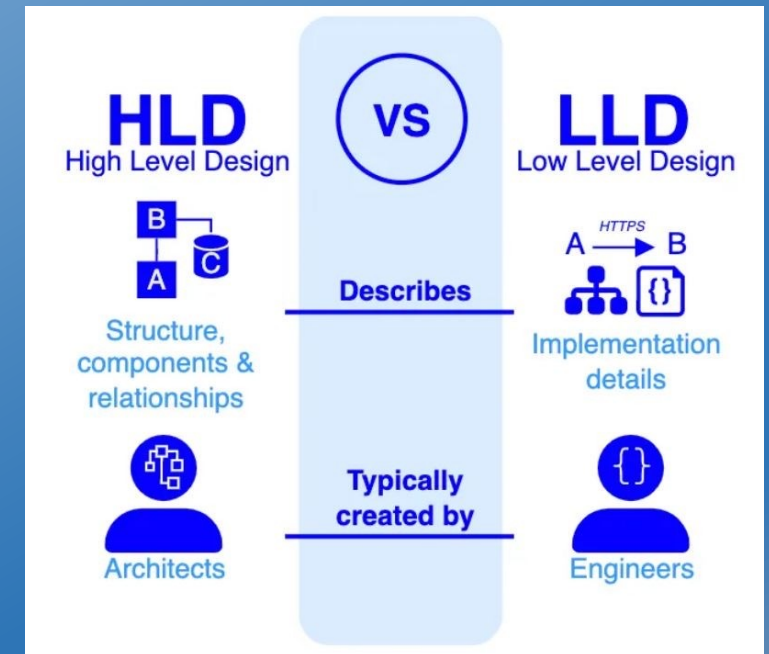 HLD
High Level Design
VS
LLD
Low Level Design
B
A
C
HTTPS
A B
{}
Describes
Structure,
components &
relationships
Implementation
details
{}
Typically
created by
Architects
Engineers